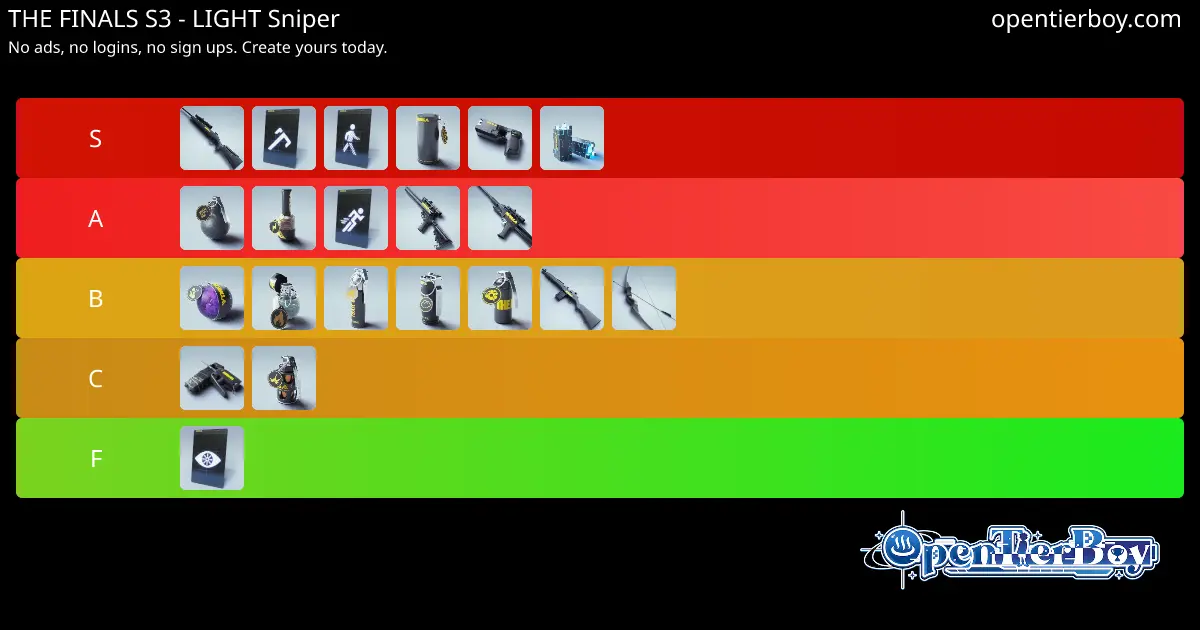 THE FINALS S3 - LIGHT Sniper
opentierboy.com
No ads, no logins, no sign ups. Create yours today.
S
A
B
C
F
OpenTierBoy